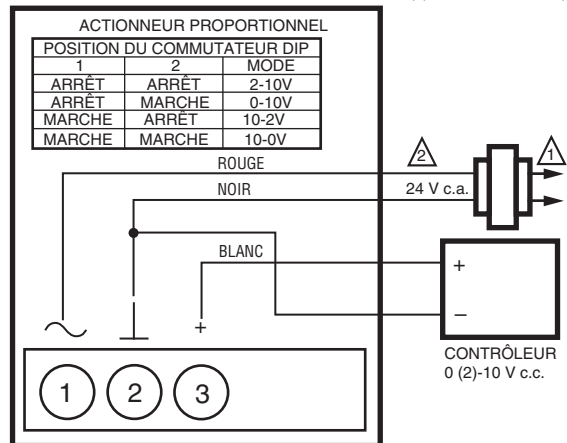 ACTIONNEUR PROPORTIONNEL
POSITION DU COMMUTATEUR DIP
1 2 MODE
ARRÊT ARRÊT 2-10V
ARRÊT MARCHE 0-10V
MARCHE ARRÊT 10-2V
MARCHE MARCHE 10-0V
ROUGE
2
1
NOIR
24 V c.a.
BLANC
+
–
+
CONTRÔLEUR
0 (2)-10 V c.c.
1 2 3